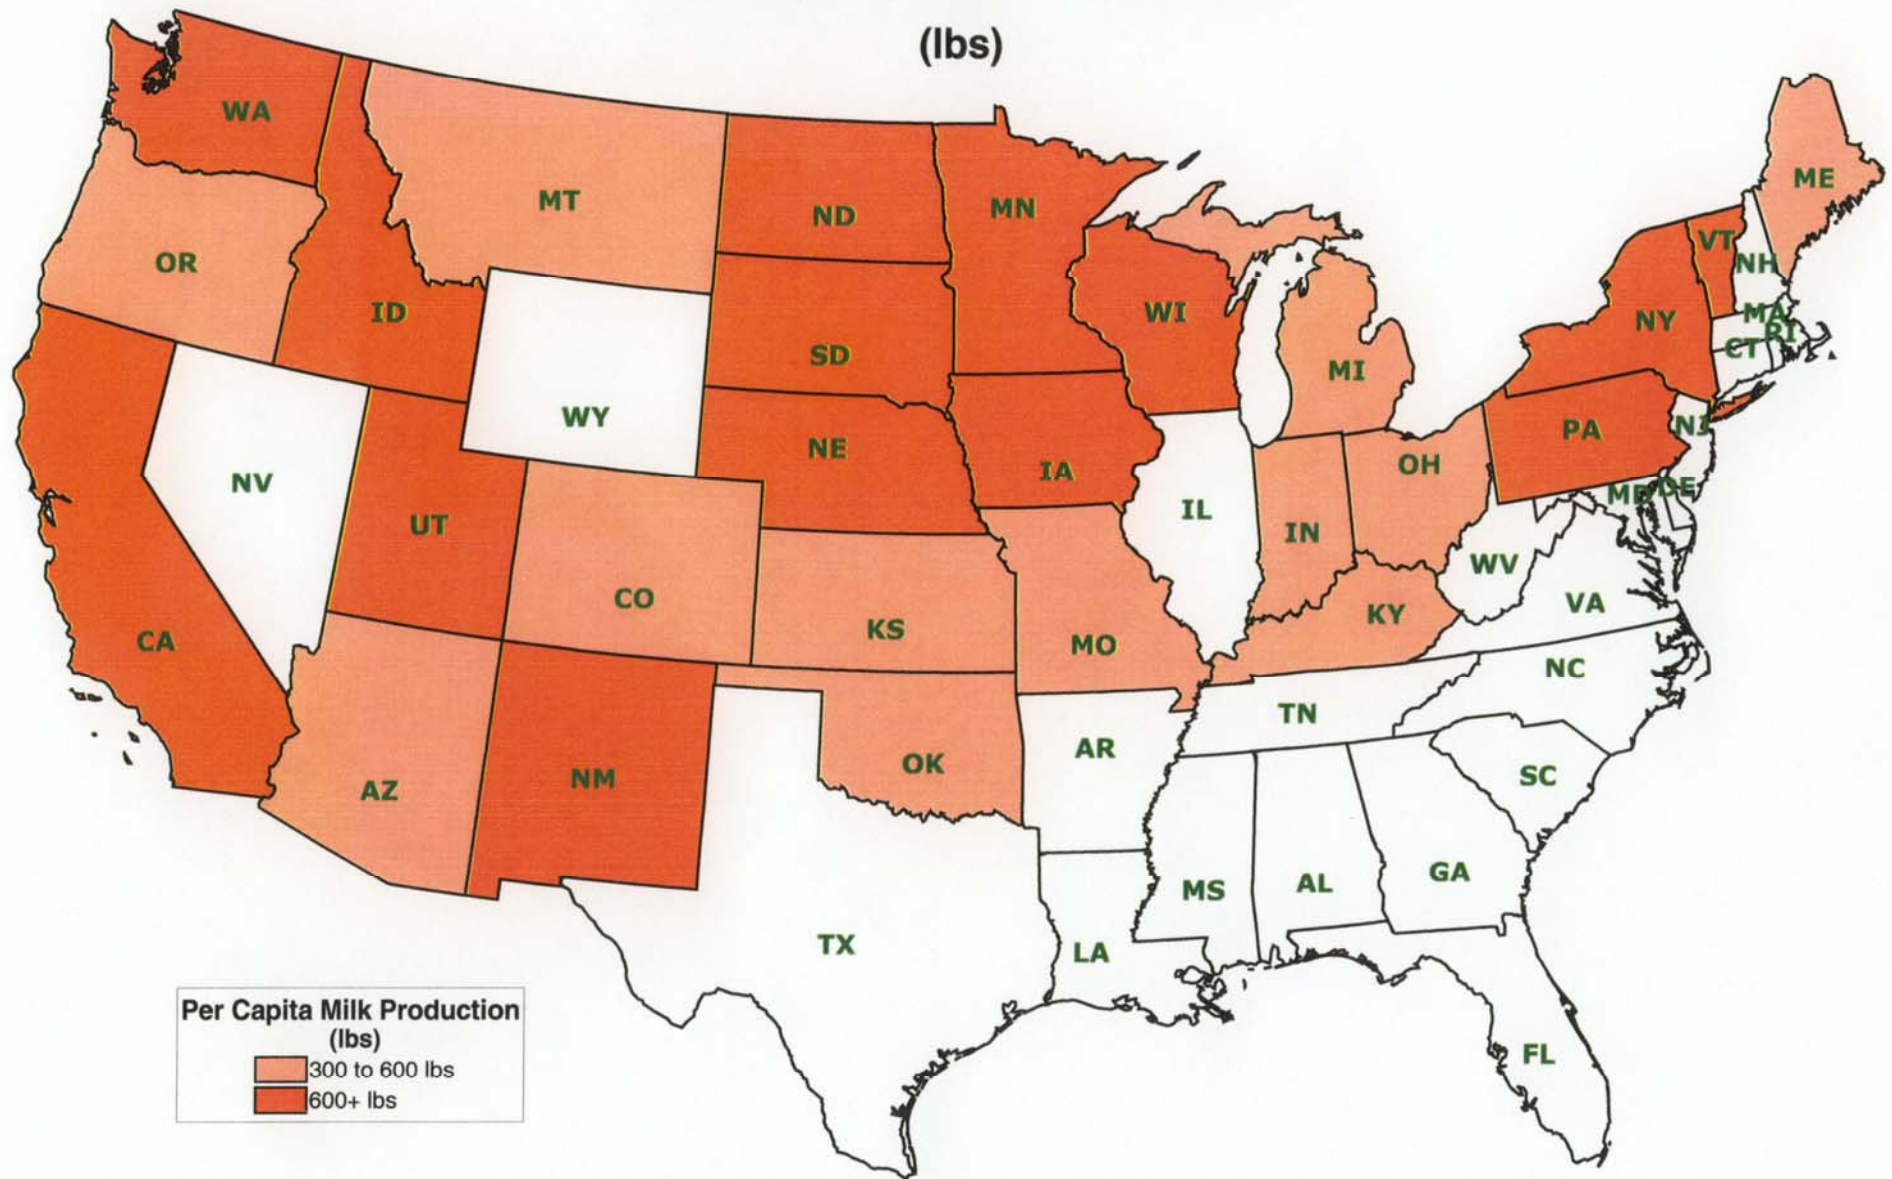 (lbs)
WA
MT
ND
MN
ME
OR
VT
NH
ID
WI
NY
MA
RI
SD
MI
CT
WY
NE
IA
OH
PA
NJ
NV
UT
IL
IN
MD
DE
WV
CO
KS
MO
KY
VA
CA
NC
TN
AZ
NM
OK
AR
SC
MS
AL
GA
TX
LA
FL
Per Capita Milk Production
(lbs)
300 to 600 lbs
600+ lbs